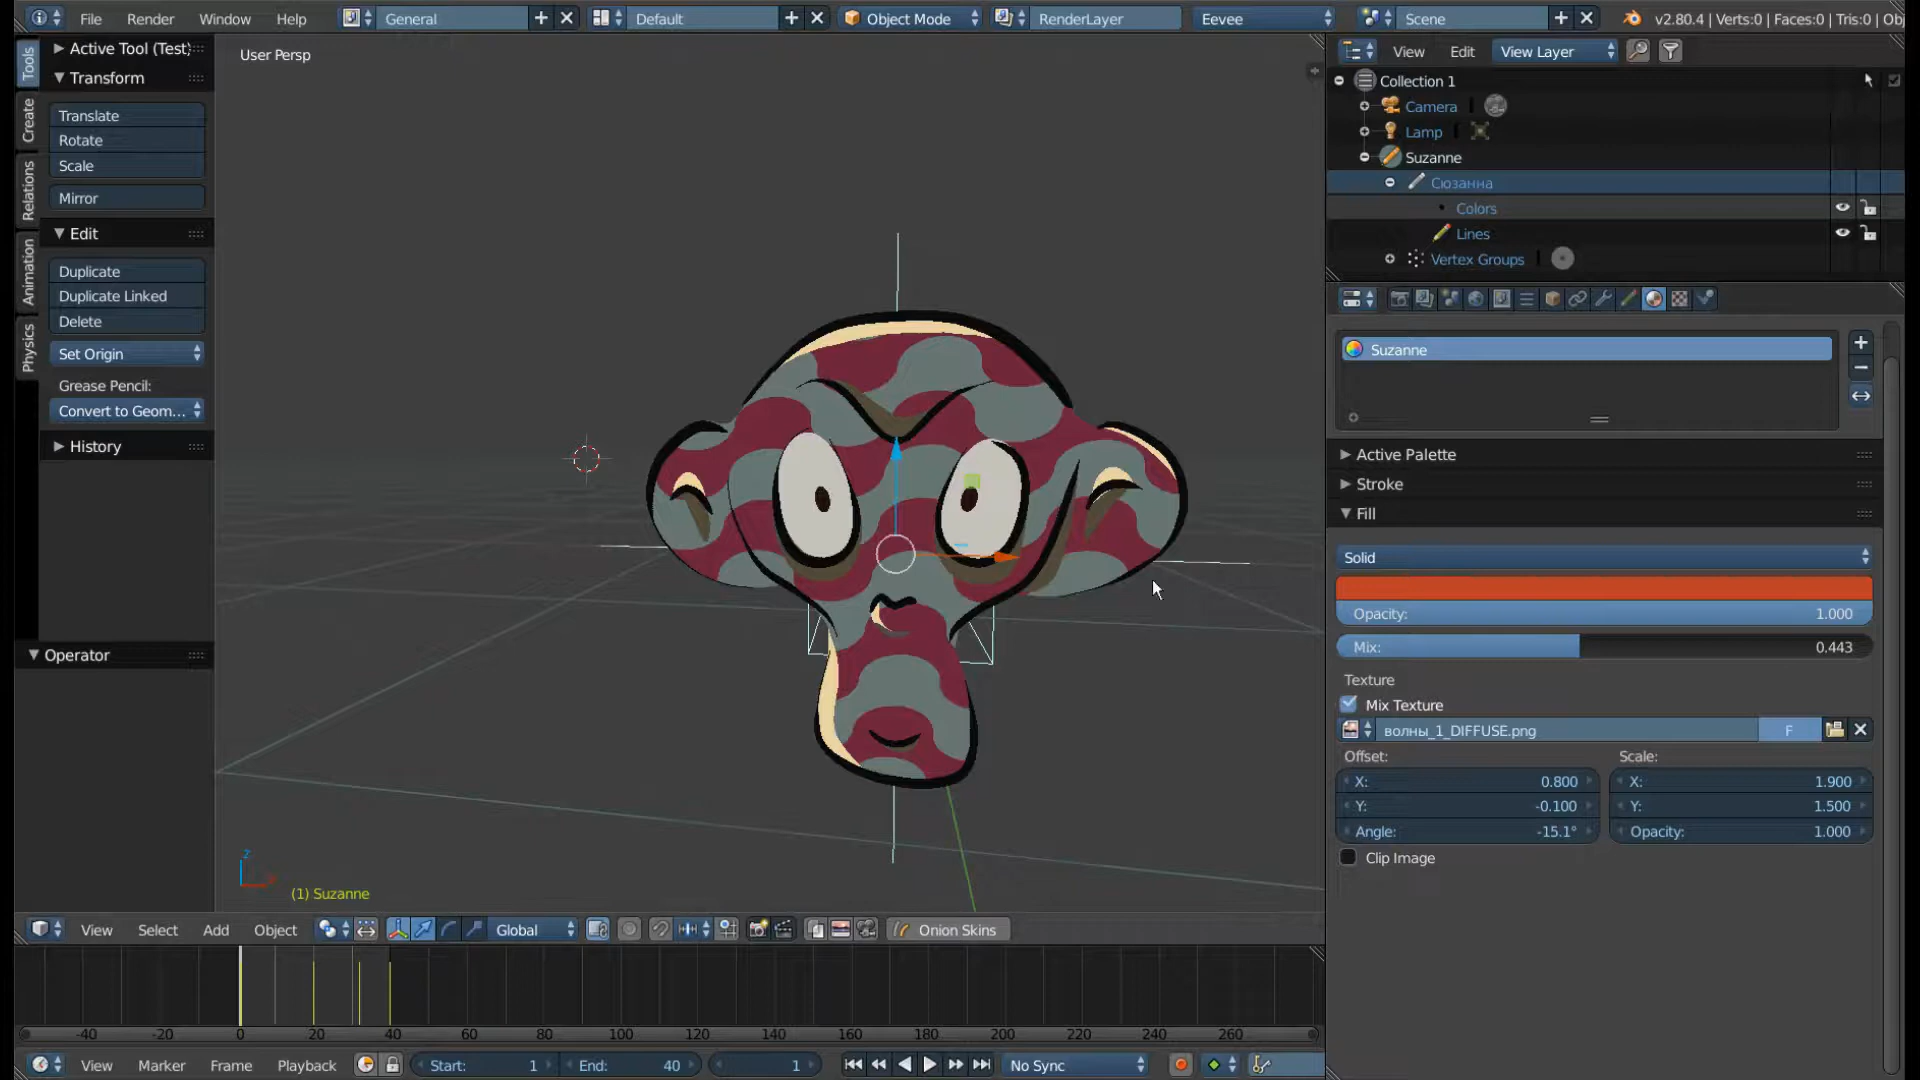 File Render Window Help General Default Object Mode RenderLayer Eevee Scene v2.80.4 | Verts:0 | Faces:0 | Tris:0 | Obj
Tools
Create
Relations
Animation
Physics
Active Tool (Test)
Transform
Translate
Rotate
Scale
Mirror
Edit
Duplicate
Duplicate Linked
Delete
Set Origin
Grease Pencil:
Convert to Geom...
History
Operator
User Persp
(1) Suzanne
View Edit View Layer
Collection 1
Camera
Lamp
Suzanne
Сюзанна
Colors
Lines
Vertex Groups
Suzanne
Active Palette
Stroke
Fill
Solid
Opacity: 1.000
Mix: 0.443
Texture
Mix Texture
волны_1_DIFFUSE.png F
Offset: Scale:
X: 0.800 X: 1.900
Y: -0.100 Y: 1.500
Angle: -15.1° Opacity: 1.000
Clip Image
View Select Add Object Global Onion Skins
-40 -20 0 20 40 60 80 100 120 140 160 180 200 220 240 260
View Marker Frame Playback Start: 1 End: 40 1 No Sync